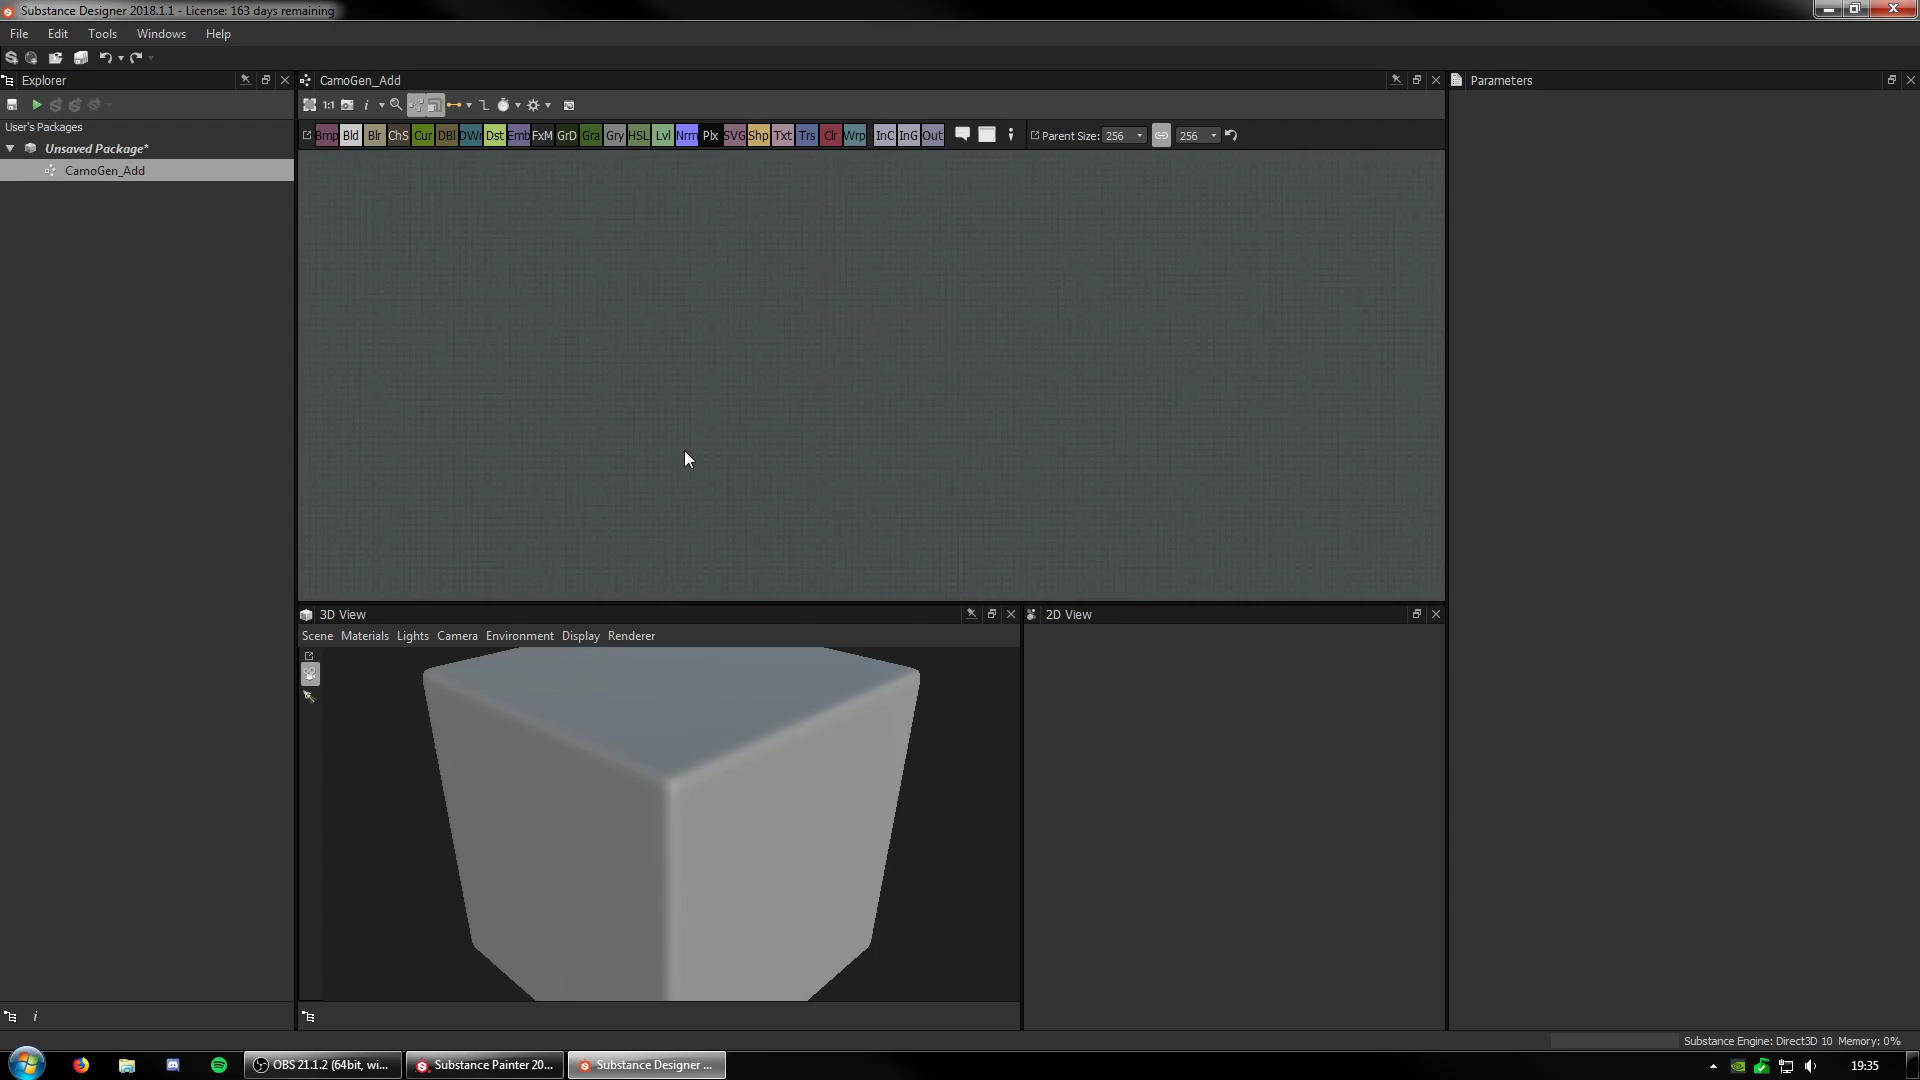 Substance Designer 2018.1.1 - License: 163 days remaining
File Edit Tools Windows Help
Explorer
CamoGen_Add
Parameters
1:1 i
User's Packages
Bmp Bld Blr ChS Cur DBl DWr Dst Emb FxM GrD Gra Gry HSL Lvl Nrm Plx SVG Shp Txt Trs Clr Wrp InC InG Out Parent Size: 256 256
Unsaved Package*
CamoGen_Add
3D View
2D View
Scene Materials Lights Camera Environment Display Renderer
i
Substance Engine: Direct3D 10 Memory: 0%
OBS 21.1.2 (64bit, wi...
Substance Painter 20...
Substance Designer ...
19:35